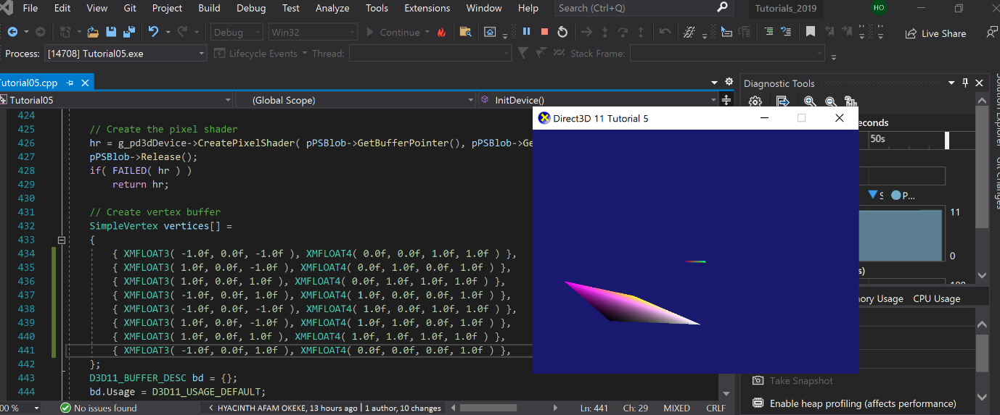 File Edit View Git Project Build Debug Test Analyze Tools Extensions Window Help Search (Ctrl+Q) Tutorials_2019 HO
Debug Win32 Continue Live Share
Process: [14708] Tutorial05.exe Lifecycle Events Thread: Stack Frame:
Tutorial05.cpp Diagnostic Tools
Tutorial05 (Global Scope) InitDevice()
Direct3D 11 Tutorial 5
50s
S P...
11
0
424
425 // Create the pixel shader
426 hr = g_pd3dDevice->CreatePixelShader( pPSBlob->GetBufferPointer(), pPSBlob->Ge
427 pPSBlob->Release();
428 if( FAILED( hr ) )
429 return hr;
430
431 // Create vertex buffer
432 SimpleVertex vertices[] =
433 {
434 { XMFLOAT3( -1.0f, 0.0f, -1.0f ), XMFLOAT4( 0.0f, 0.0f, 1.0f, 1.0f ) },
435 { XMFLOAT3( 1.0f, 0.0f, -1.0f ), XMFLOAT4( 0.0f, 1.0f, 0.0f, 1.0f ) },
436 { XMFLOAT3( 1.0f, 0.0f, 1.0f ), XMFLOAT4( 0.0f, 1.0f, 1.0f, 1.0f ) },
437 { XMFLOAT3( -1.0f, 0.0f, 1.0f ), XMFLOAT4( 1.0f, 0.0f, 0.0f, 1.0f ) },
438 { XMFLOAT3( -1.0f, 0.0f, -1.0f ), XMFLOAT4( 1.0f, 0.0f, 1.0f, 1.0f ) },
439 { XMFLOAT3( 1.0f, 0.0f, -1.0f ), XMFLOAT4( 1.0f, 1.0f, 0.0f, 1.0f ) },
440 { XMFLOAT3( 1.0f, 0.0f, 1.0f ), XMFLOAT4( 1.0f, 1.0f, 1.0f, 1.0f ) },
441 { XMFLOAT3( -1.0f, 0.0f, 1.0f ), XMFLOAT4( 0.0f, 0.0f, 0.0f, 1.0f ) },
442 };
443 D3D11_BUFFER_DESC bd = {};
444 bd.Usage = D3D11_USAGE_DEFAULT;
CPU Usage
Take Snapshot
Enable heap profiling (affects performance)
No issues found HYACINTH AFAM OKEKE, 13 hours ago | 1 author, 10 changes Ln: 441 Ch: 29 MIXED CRLF